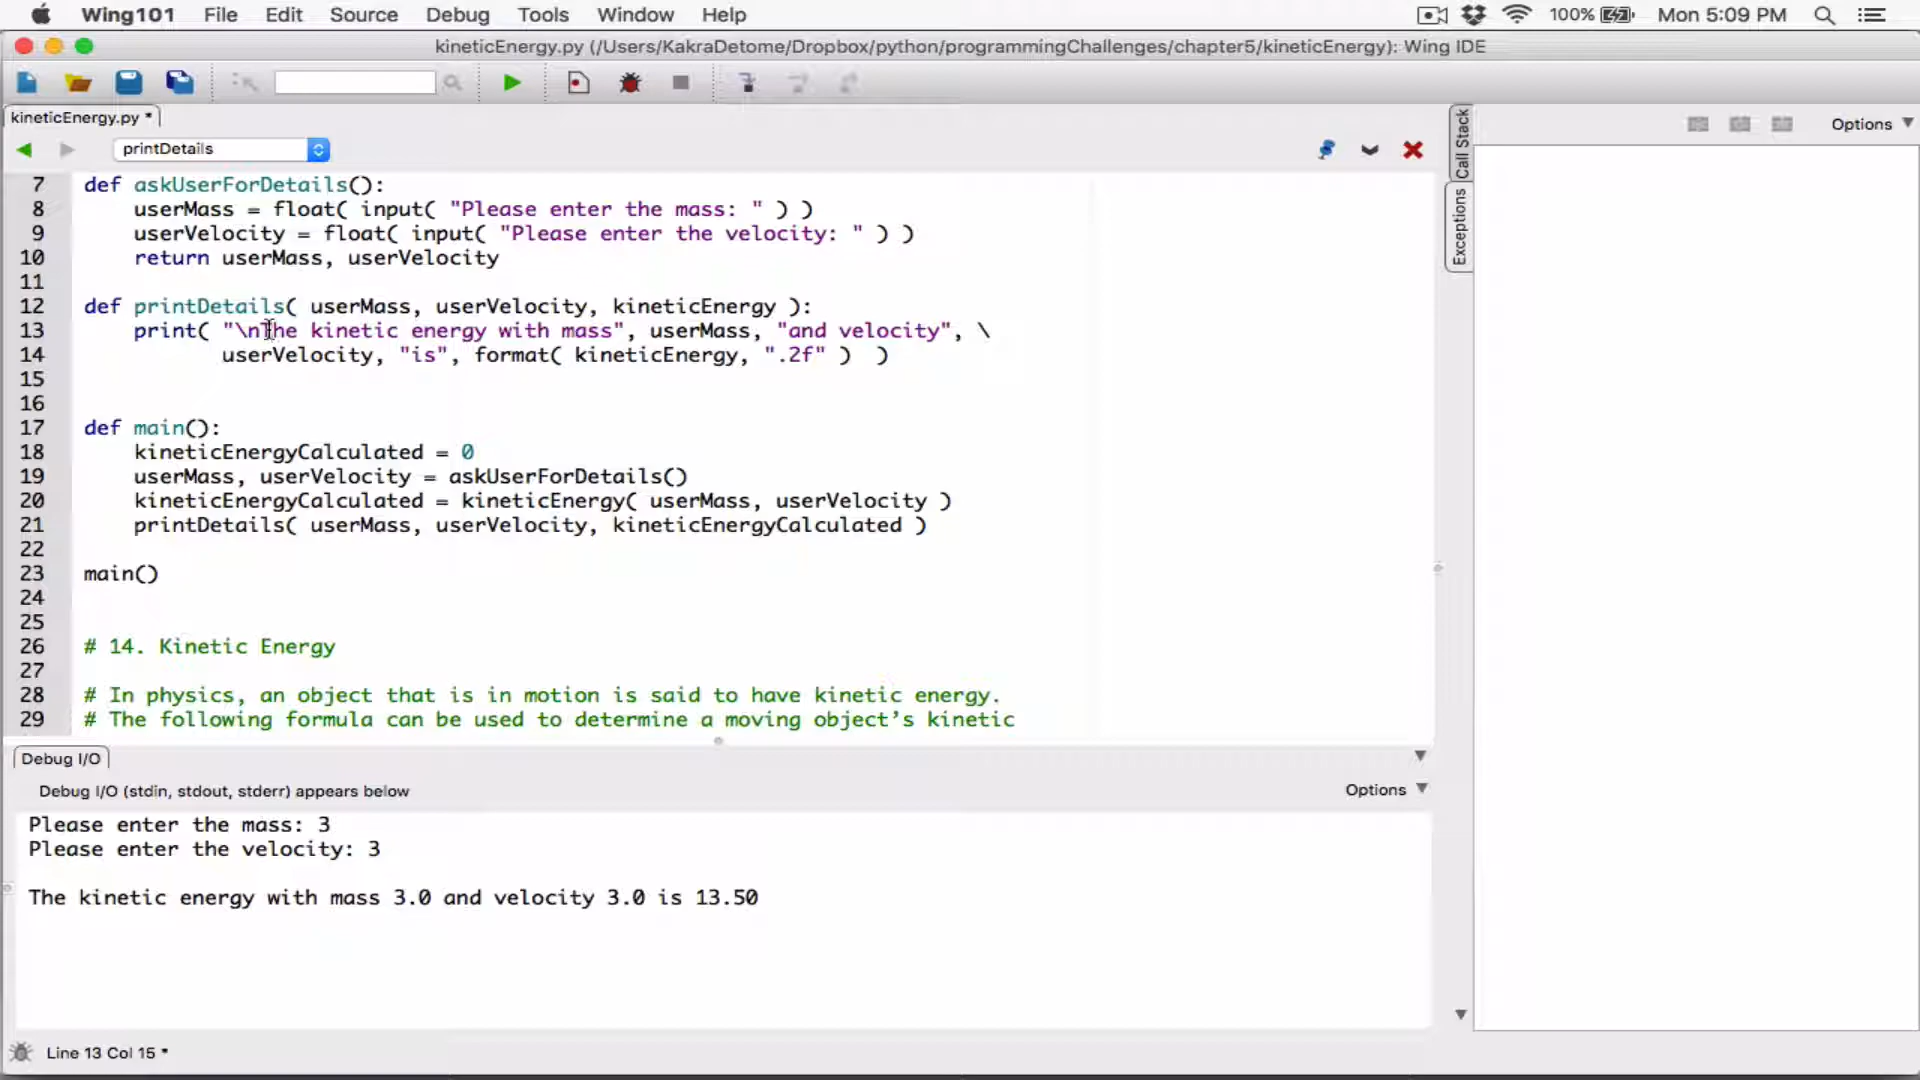 Wing101 File Edit Source Debug Tools Window Help 100% Mon 5:09 PM
kineticEnergy.py (/Users/KakraDetome/Dropbox/python/programmingChallenges/chapter5/kineticEnergy): Wing IDE
kineticEnergy.py *
Options
printDetails
Call Stack
Exceptions
7 def askUserForDetails():
8 userMass = float( input( "Please enter the mass: " ) )
9 userVelocity = float( input( "Please enter the velocity: " ) )
10 return userMass, userVelocity
11
12 def printDetails( userMass, userVelocity, kineticEnergy ):
13 print( "\nThe kinetic energy with mass", userMass, "and velocity", \
14 userVelocity, "is", format( kineticEnergy, ".2f" ) )
15
16
17 def main():
18 kineticEnergyCalculated = 0
19 userMass, userVelocity = askUserForDetails()
20 kineticEnergyCalculated = kineticEnergy( userMass, userVelocity )
21 printDetails( userMass, userVelocity, kineticEnergyCalculated )
22
23 main()
24
25
26 # 14. Kinetic Energy
27
28 # In physics, an object that is in motion is said to have kinetic energy.
29 # The following formula can be used to determine a moving object’s kinetic
Debug I/O
Debug I/O (stdin, stdout, stderr) appears below
Options
Please enter the mass: 3
Please enter the velocity: 3
The kinetic energy with mass 3.0 and velocity 3.0 is 13.50
Line 13 Col 15 *